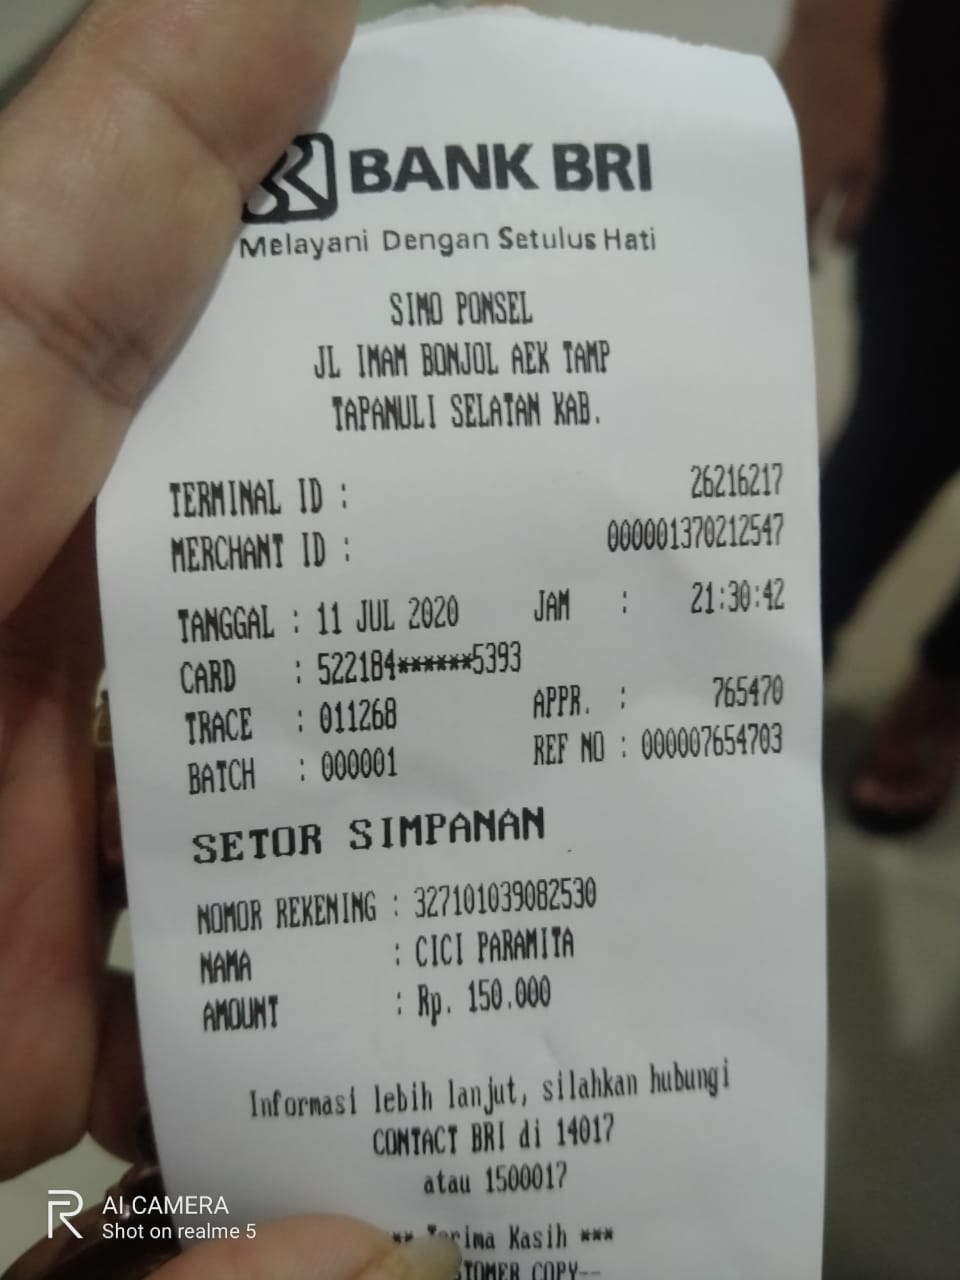 BANK BRI
Melayani Dengan Setulus Hati
SIMO PONSEL
JL IMAM BONJOL AEK TAMP
TAPANULI SELATAN KAB.
TERMINAL ID : 26216217
MERCHANT ID : 000001370212547
TANGGAL : 11 JUL 2020 JAM : 21:30:42
CARD : 522184******5393
TRACE : 011268 APPR. : 765470
BATCH : 000001 REF NO : 000007654703
SETOR SIMPANAN
NOMOR REKENING : 327101039082530
NAMA : CICI PARAMITA
AMOUNT : Rp. 150.000
Informasi lebih lanjut, silahkan hubungi
CONTACT BRI di 14017
atau 1500017
** Terima Kasih ***
COPY--
AI CAMERA
Shot on realme 5